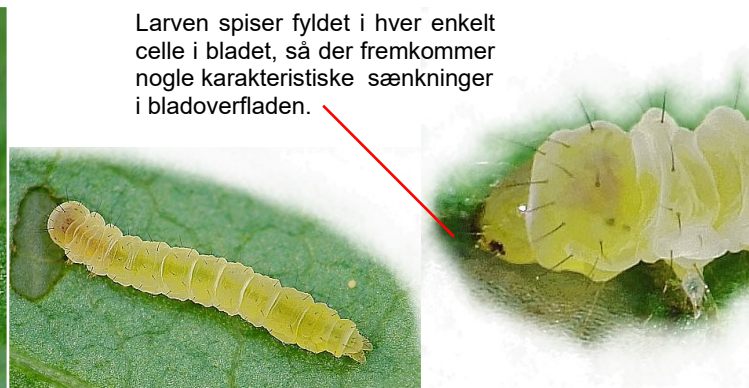 Larven spiser fyldet i hver enkelt
celle i bladet, så der fremkommer
nogle karakteristiske sænkninger
i bladoverfladen.